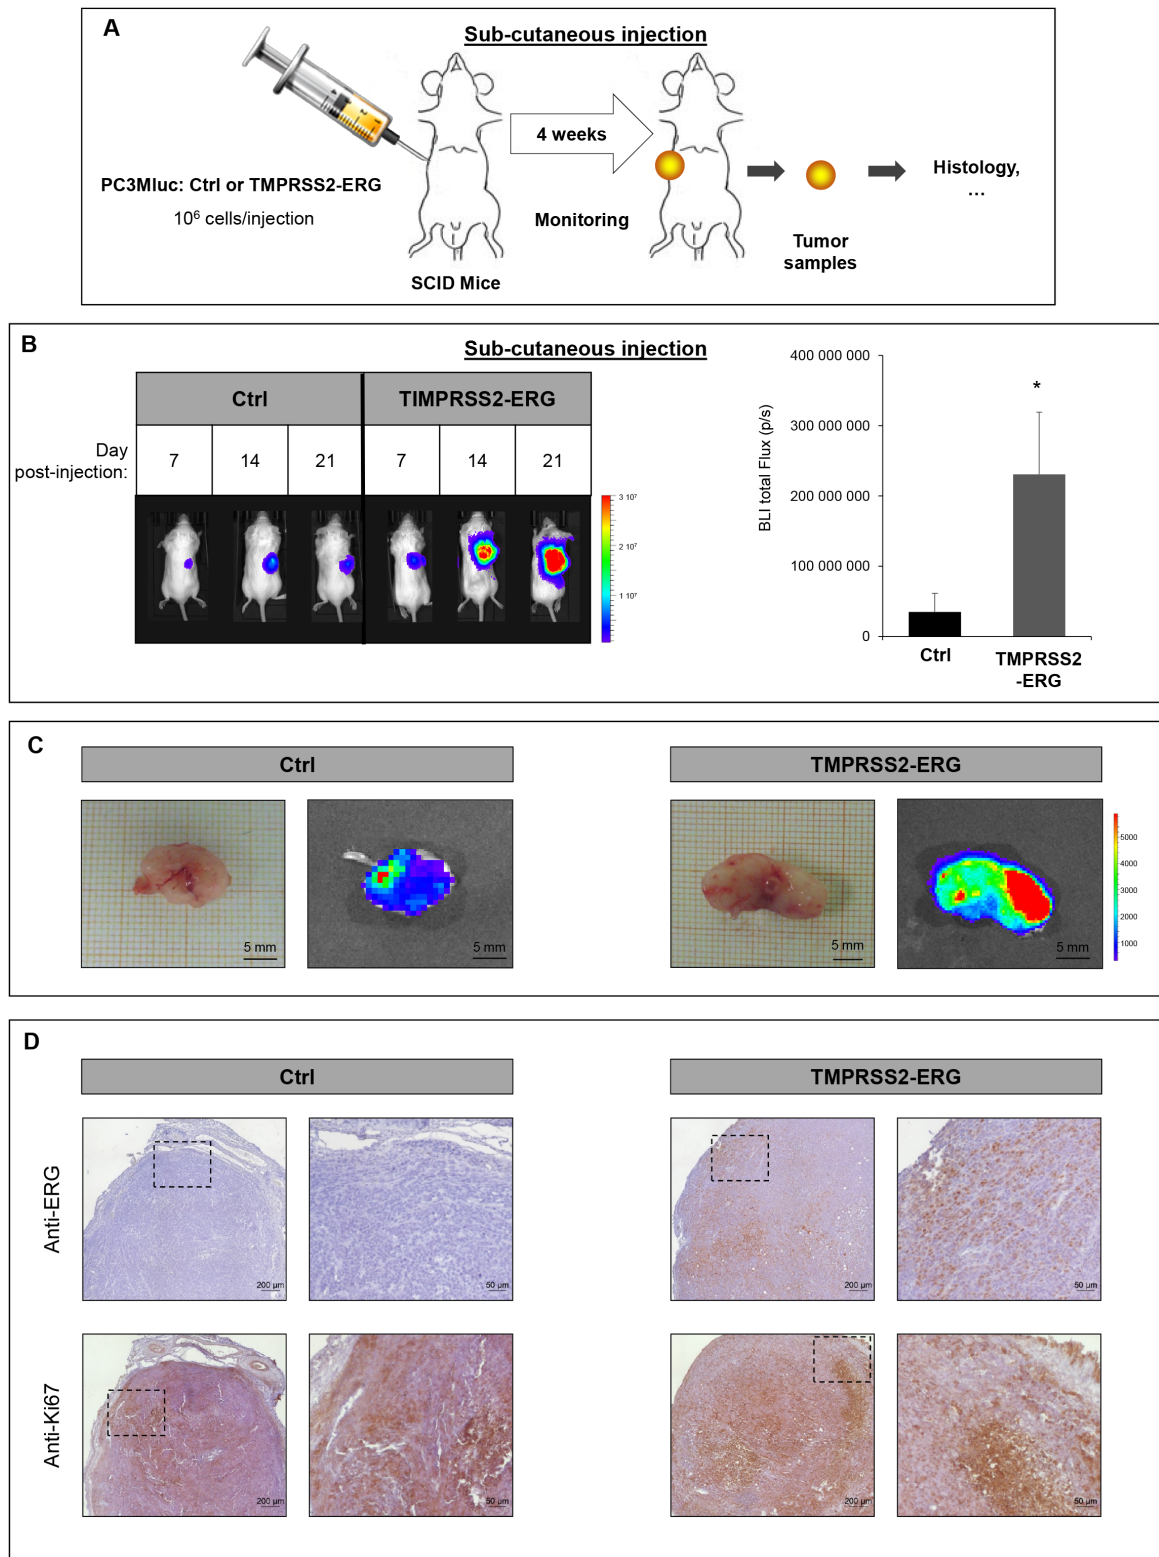 A
Sub-cutaneous injection
4 weeks
PC3Mluc: Ctrl or TMPRSS2-ERG
10⁶ cells/injection
Monitoring
SCID Mice
Tumor
samples
Histology,
...
B
Sub-cutaneous injection
Ctrl
TIMPRSS2-ERG
Day
post-injection:
7
14
21
7
14
21
3 10⁷
2 10⁷
1 10⁷
BLI total Flux (p/s)
400 000 000
300 000 000
200 000 000
100 000 000
0
*
Ctrl
TMPRSS2
-ERG
C
Ctrl
TMPRSS2-ERG
5 mm
5 mm
5 mm
5 mm
5000
4000
3000
2000
1000
D
Ctrl
TMPRSS2-ERG
Anti-ERG
200 µm
50 µm
200 µm
50 µm
Anti-Ki67
200 µm
50 µm
200 µm
50 µm